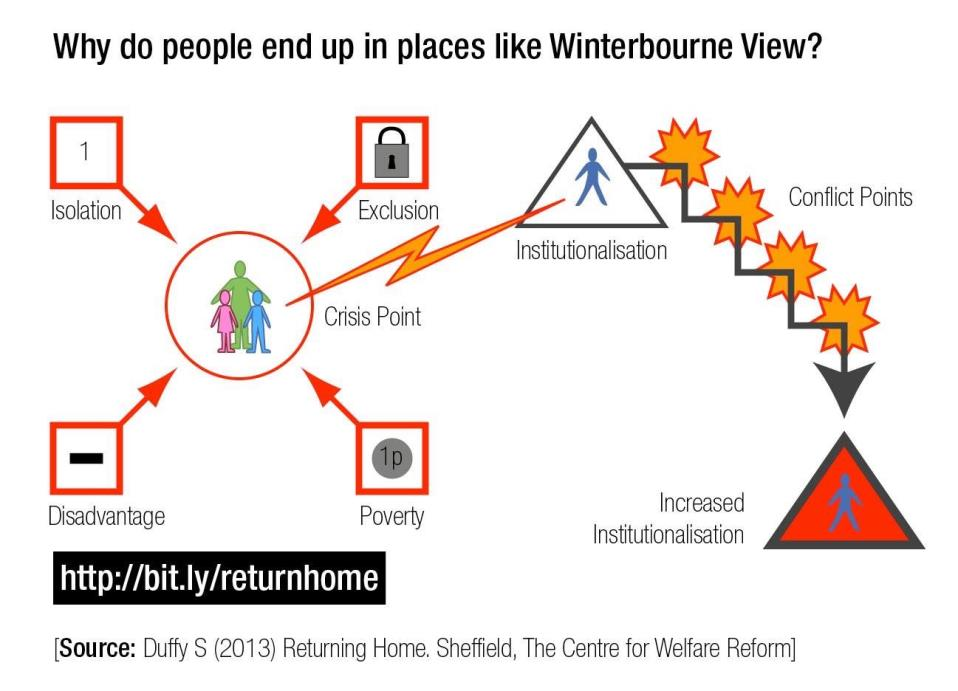 Why do people end up in places like Winterbourne View?
1
Isolation
Exclusion
Crisis Point
Institutionalisation
Conflict Points
Disadvantage
1p
Poverty
Increased
Institutionalisation
http://bit.ly/returnhome
[Source: Duffy S (2013) Returning Home. Sheffield, The Centre for Welfare Reform]